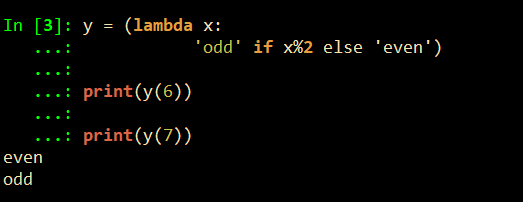 In [3]: y = (lambda x:
   ...:            'odd' if x%2 else 'even')
   ...:
   ...: print(y(6))
   ...:
   ...: print(y(7))
even
odd